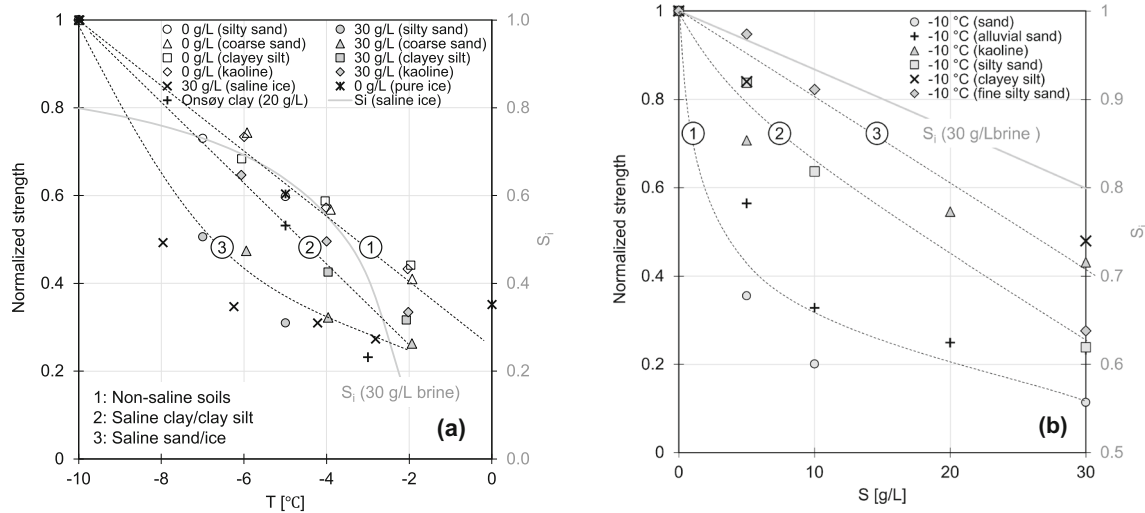 1
0.8
0.6
0.4
0.2
0
Normalized strength
-10
-8
-6
-4
-2
0
T [°C]
1.0
0.8
0.6
0.4
0.2
0.0
Si
0 g/L (silty sand)
30 g/L (silty sand)
0 g/L (coarse sand)
30 g/L (coarse sand)
0 g/L (clayey silt)
30 g/L (clayey silt)
0 g/L (kaoline)
30 g/L (kaoline)
30 g/L (saline ice)
0 g/L (pure ice)
Onsøy clay (20 g/L)
Si (saline ice)
3
2
1
Si (30 g/L brine)
1: Non-saline soils
2: Saline clay/clay silt
3: Saline sand/ice
(a)
1
0.8
0.6
0.4
0.2
0
Normalized strength
0
10
20
30
S [g/L]
1
0.9
0.8
0.7
0.6
0.5
Si
-10 °C (sand)
-10 °C (alluvial sand)
-10 °C (kaoline)
-10 °C (silty sand)
-10 °C (clayey silt)
-10 °C (fine silty sand)
Si (30 g/Lbrine )
1
2
3
(b)